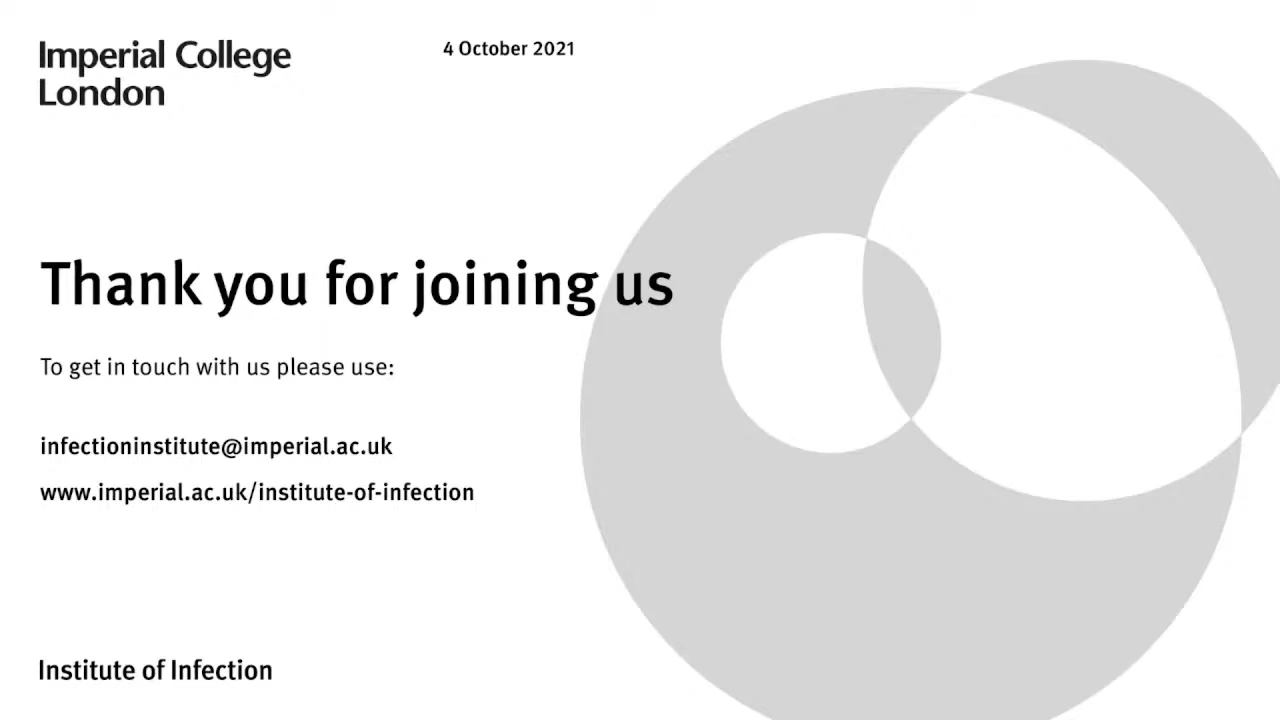 Imperial College
London
4 October 2021
Thank you for joining us
To get in touch with us please use:
infectioninstitute@imperial.ac.uk
www.imperial.ac.uk/institute-of-infection
Institute of Infection